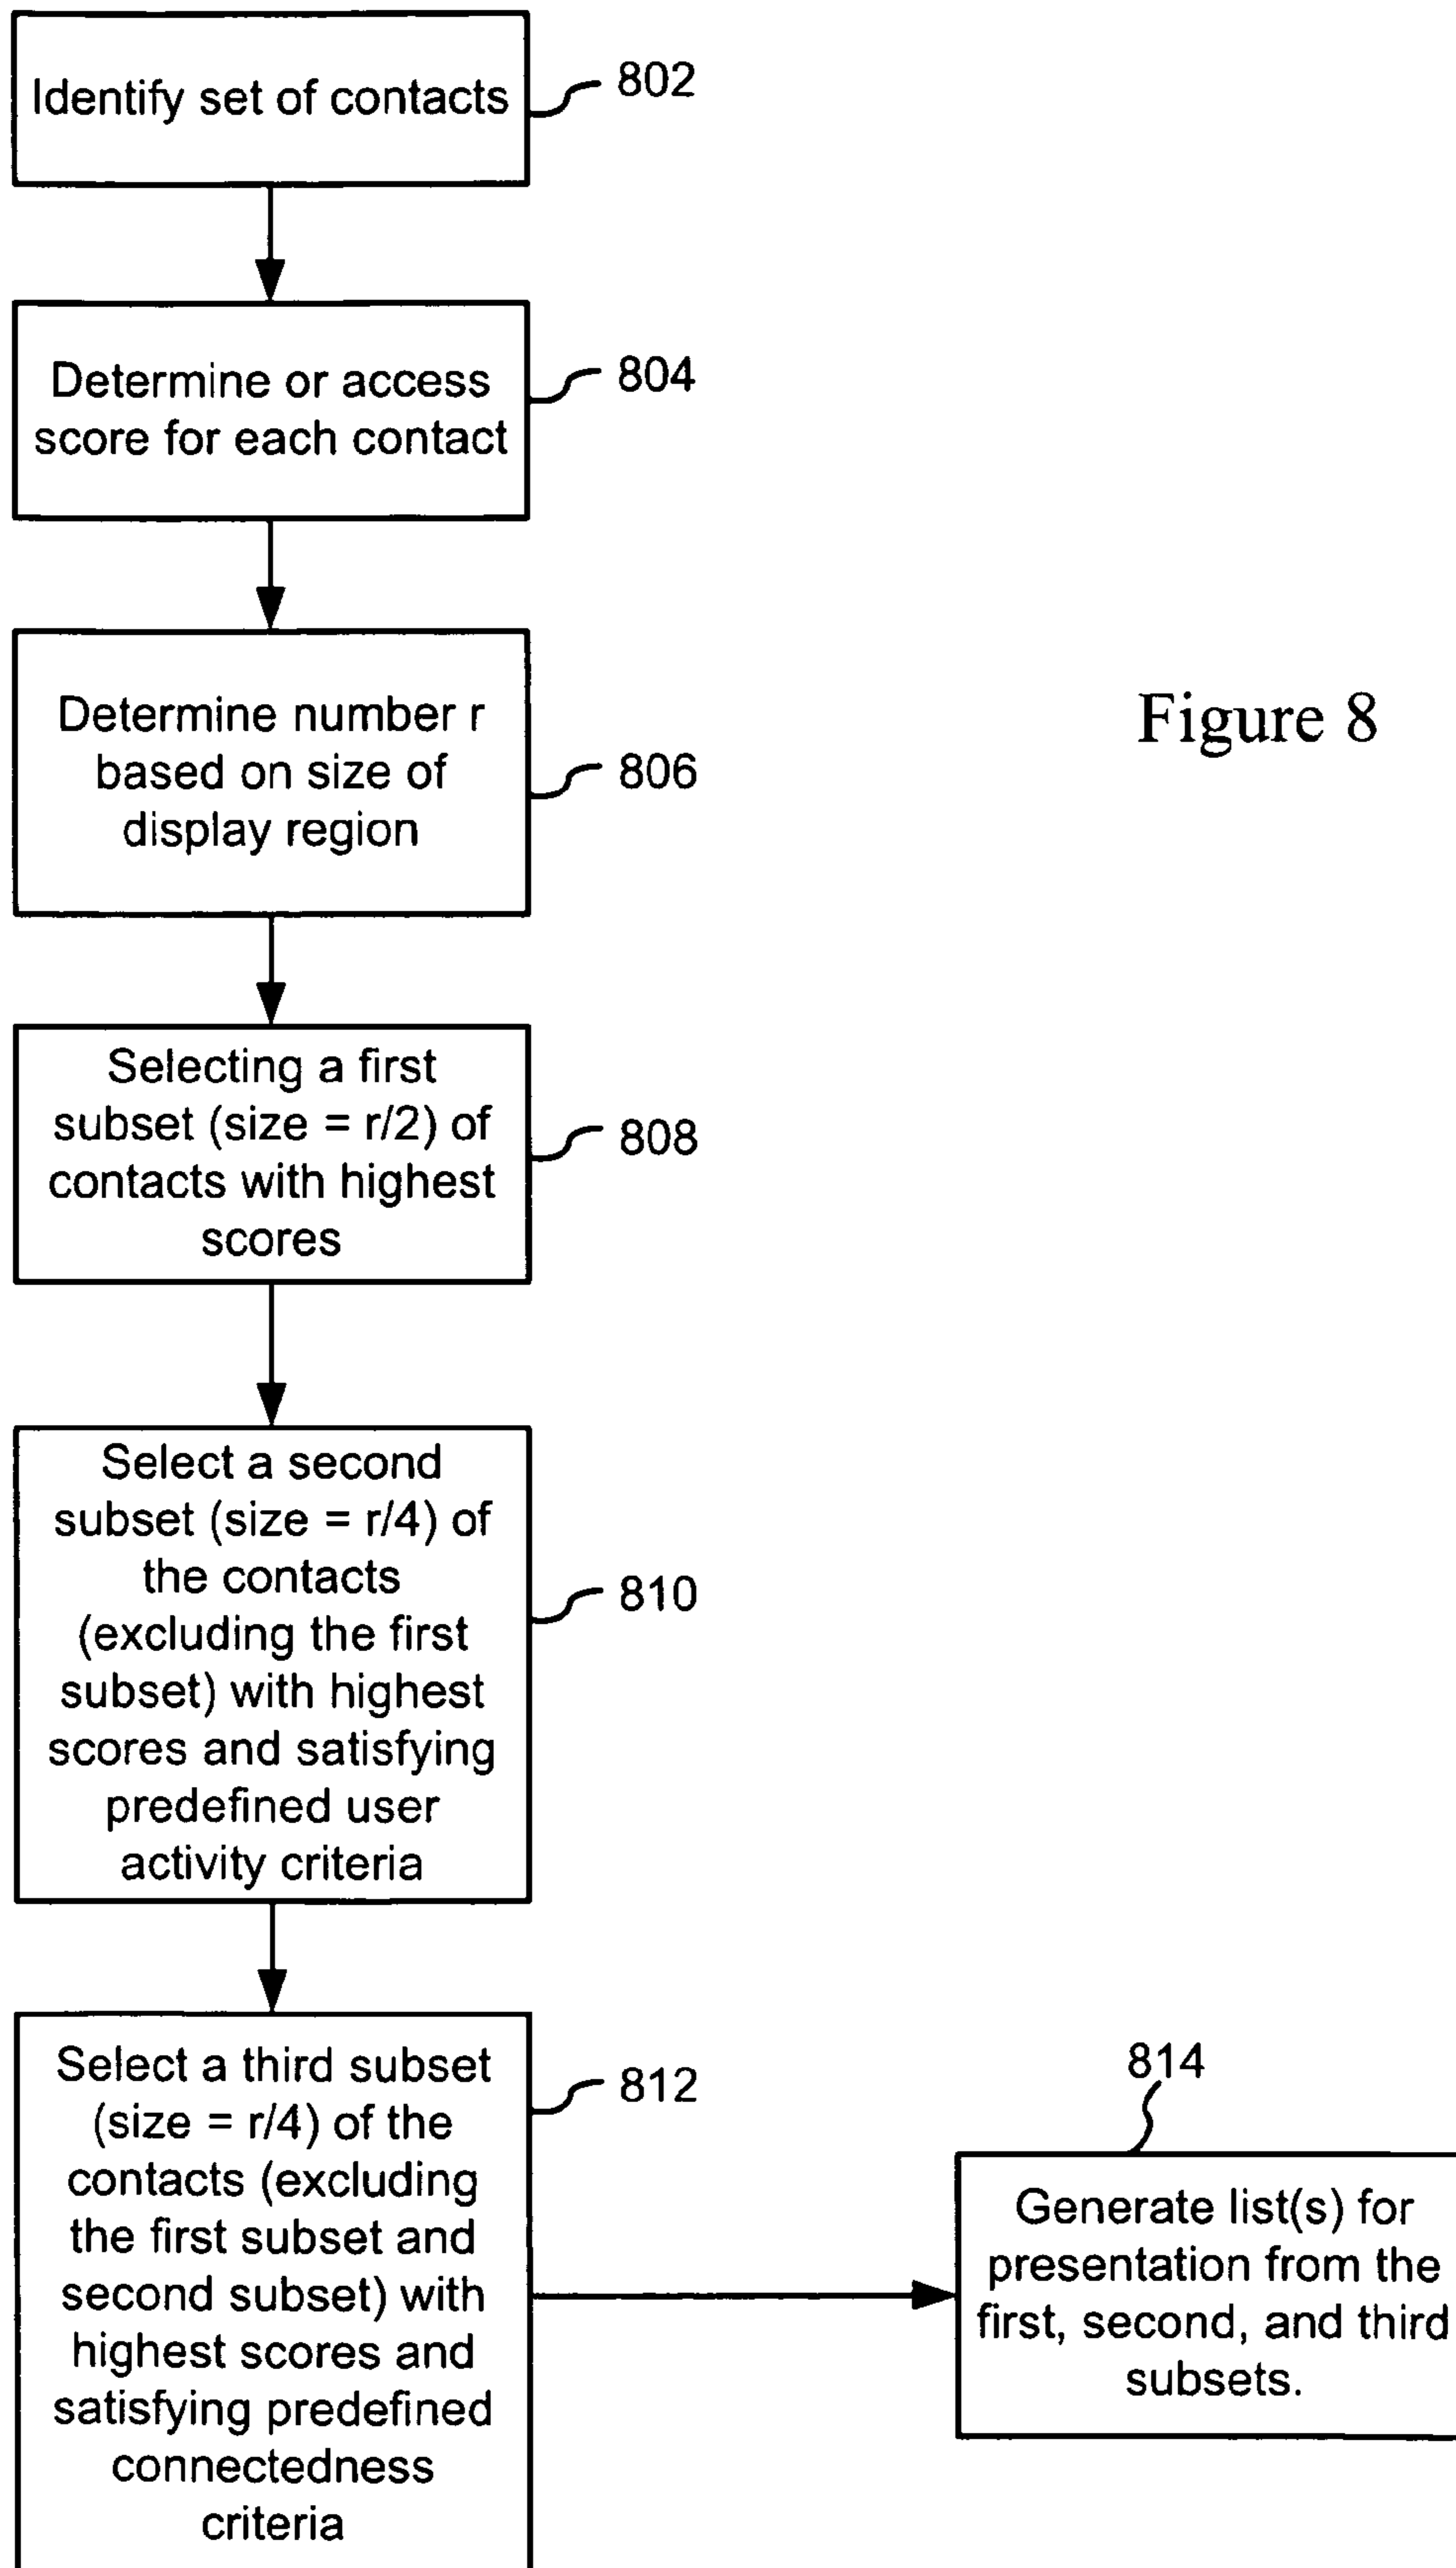 Identify set of contacts
802
Determine or access
score for each contact
804
Determine number r
based on size of
display region
806
Figure 8
Selecting a first
subset (size = r/2) of
contacts with highest
scores
808
Select a second
subset (size = r/4) of
the contacts
(excluding the first
subset) with highest
scores and satisfying
predefined user
activity criteria
810
Select a third subset
(size = r/4) of the
contacts (excluding
the first subset and
second subset) with
highest scores and
satisfying predefined
connectedness
criteria
812
814
Generate list(s) for
presentation from the
first, second, and third
subsets.